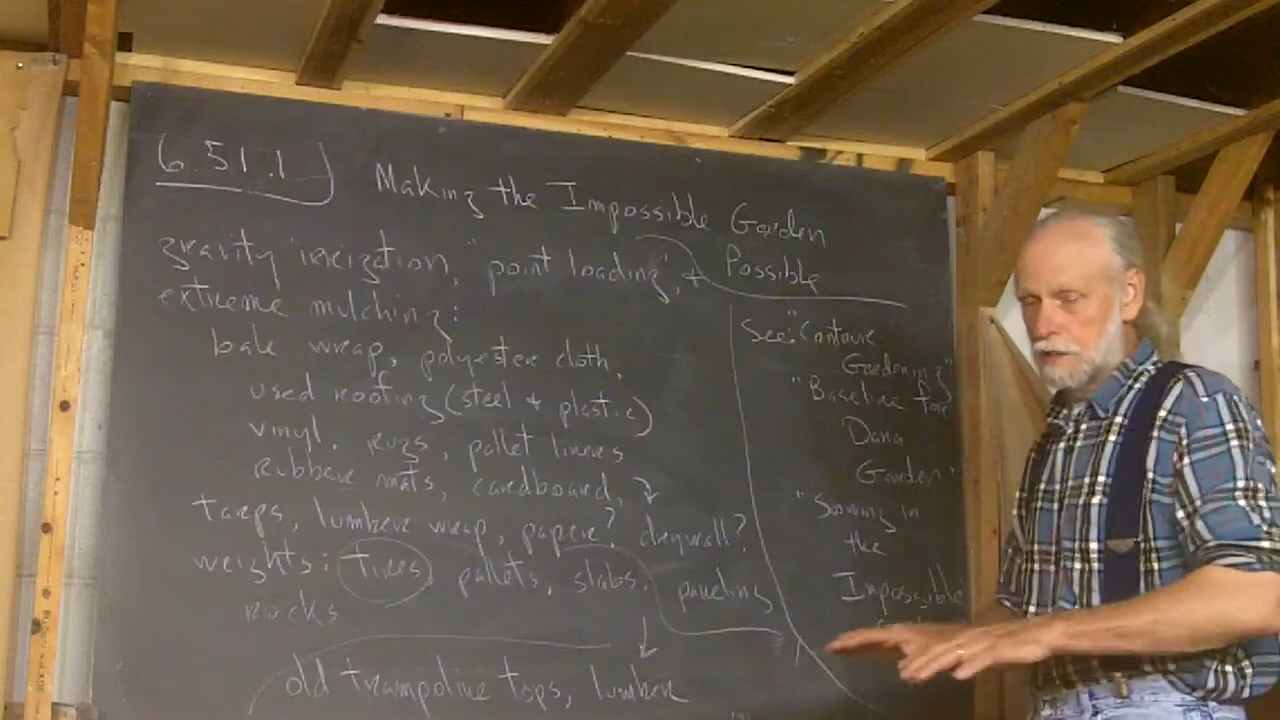 6.51.1) Making the Impossible Garden
Possible
gravity irrigation, "point loading", +
extreme mulching:
bale wrap, polyester cloth,
used roofing (steel + plastic)
vinyl, rugs, pallet liners
rubber mats, cardboard,
tarps, lumber wrap, paper? drywall?
weights: tires, pallets, slabs, paneling
rocks
old trampoline tops, lumber
See: "Contour
Gardening"
"Baseline for
Dana
Garden"
"Sowing in
the
Impossible